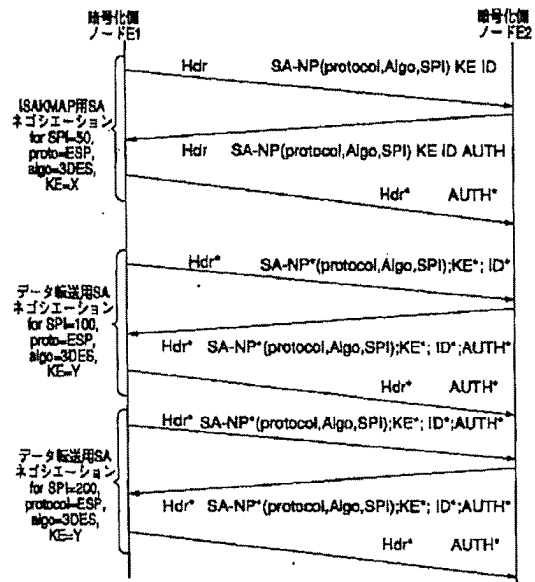 暗号化側
ノードE1
暗号化側
ノードE2
Hdr SA-NP(protocol,Algo,SPI) KE ID
ISAKMAP用SA
ネゴシエーション
for SPI=50,
proto=ESP,
algo=3DES,
KE=X
Hdr SA-NP(protocol,Algo,SPI) KE ID AUTH
Hdr* AUTH*
Hdr* SA-NP*(protocol,Algo,SPI);KE*; ID*
データ転送用SA
ネゴシエーション
for SPI=100,
proto=ESP,
algo=3DES,
KE=Y
Hdr* SA-NP*(protocol,Algo,SPI);KE*; ID*;AUTH*
Hdr* AUTH*
Hdr* SA-NP*(protocol,Algo,SPI);KE*; ID*;AUTH*
データ転送用SA
ネゴシエーション
for SPI=200,
protocol=ESP,
algo=3DES,
KE=Y
Hdr* SA-NP*(protocol,Algo,SPI);KE*; ID*;AUTH*
Hdr* AUTH*